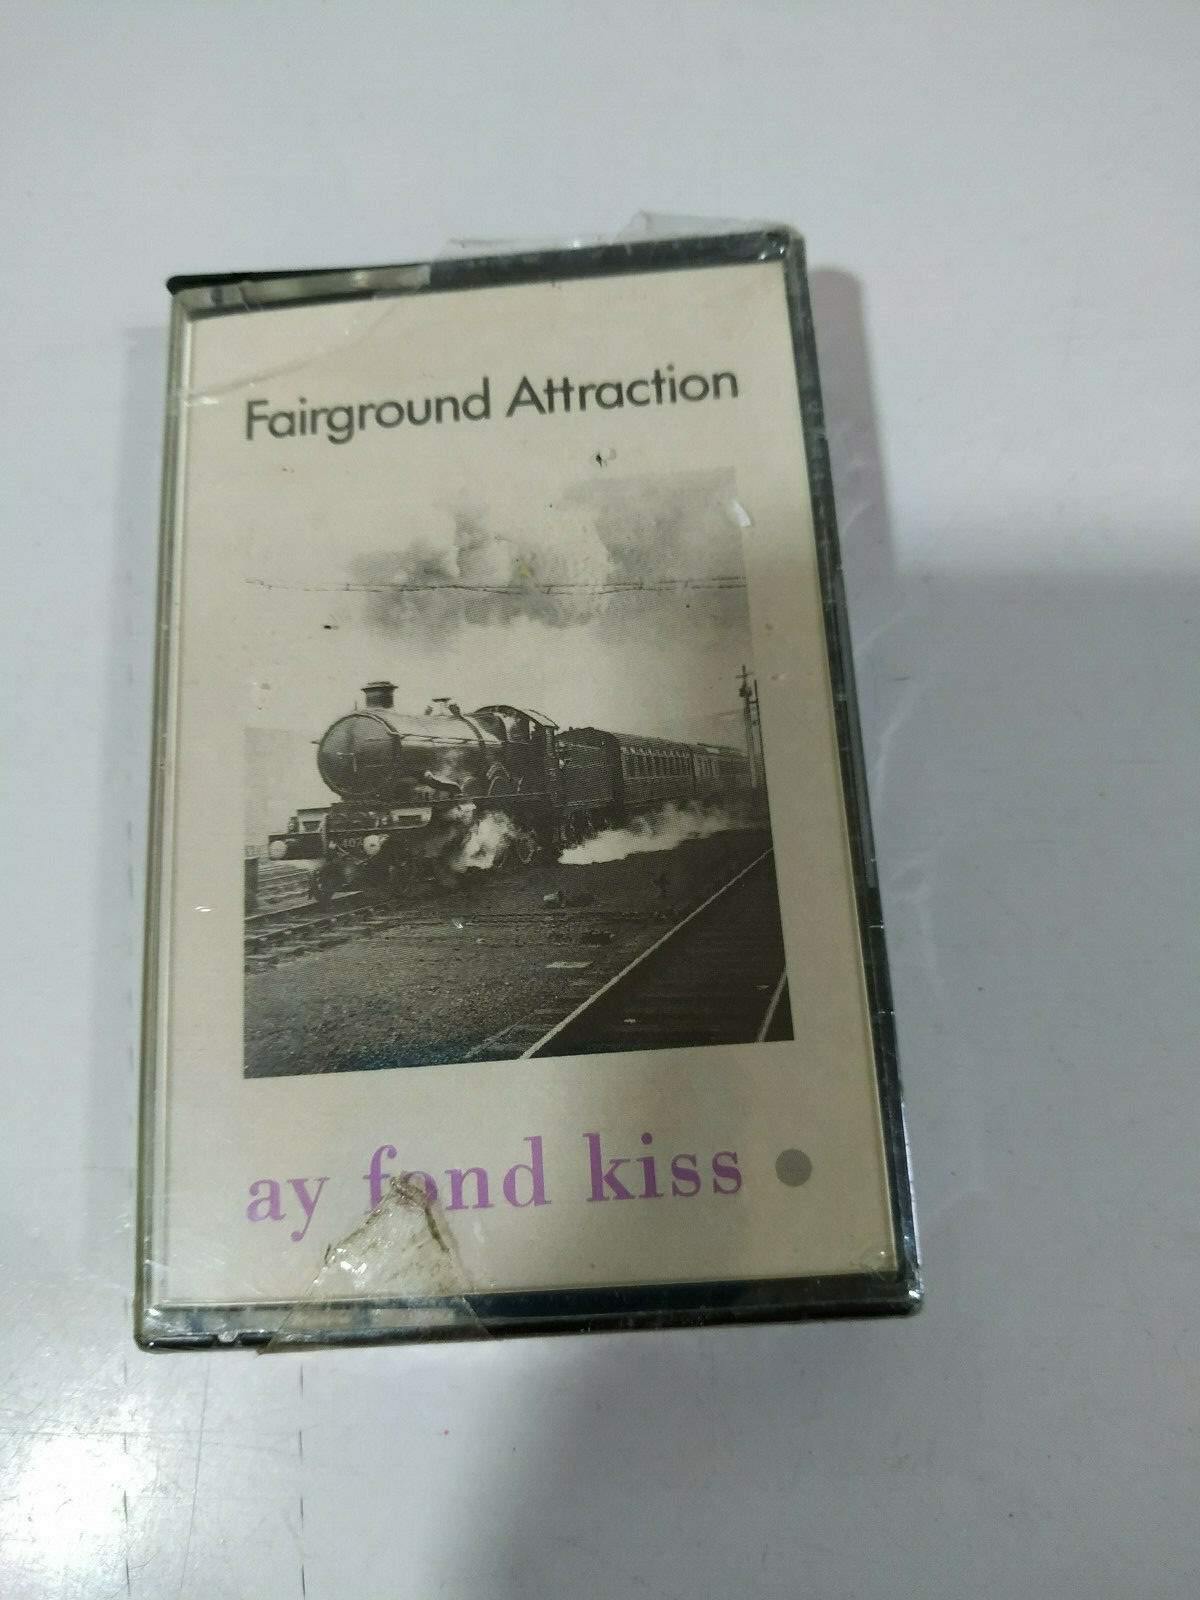 Fairground Attraction
ay fond kiss